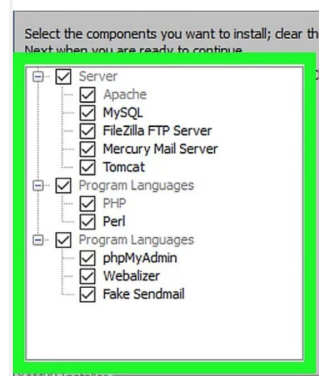 Select the components you want to install; clear th
Next when you are ready to continue.
Server
Apache
MySQL
FileZilla FTP Server
Mercury Mail Server
Tomcat
Program Languages
PHP
Perl
Program Languages
phpMyAdmin
Webalizer
Fake Sendmail